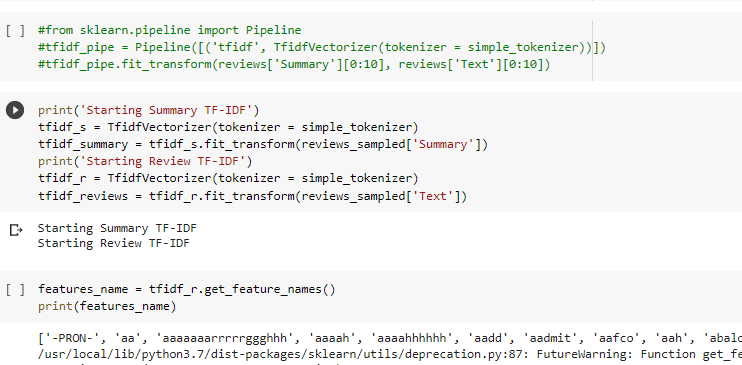 [ ] #from sklearn.pipeline import Pipeline
#tfidf_pipe = Pipeline([('tfidf', TfidfVectorizer(tokenizer = simple_tokenizer))])
#tfidf_pipe.fit_transform(reviews['Summary'][0:10], reviews['Text'][0:10])
print('Starting Summary TF-IDF')
tfidf_s = TfidfVectorizer(tokenizer = simple_tokenizer)
tfidf_summary = tfidf_s.fit_transform(reviews_sampled['Summary'])
print('Starting Review TF-IDF')
tfidf_r = TfidfVectorizer(tokenizer = simple_tokenizer)
tfidf_reviews = tfidf_r.fit_transform(reviews_sampled['Text'])
Starting Summary TF-IDF
Starting Review TF-IDF
[ ] features_name = tfidf_r.get_feature_names()
print(features_name)
['-PRON-', 'aa', 'aaaaaaarrrrrggghhh', 'aaaah', 'aaaahhhhhh', 'aadd', 'aadmit', 'aafco', 'aah', 'abalo
/usr/local/lib/python3.7/dist-packages/sklearn/utils/deprecation.py:87: FutureWarning: Function get_fe